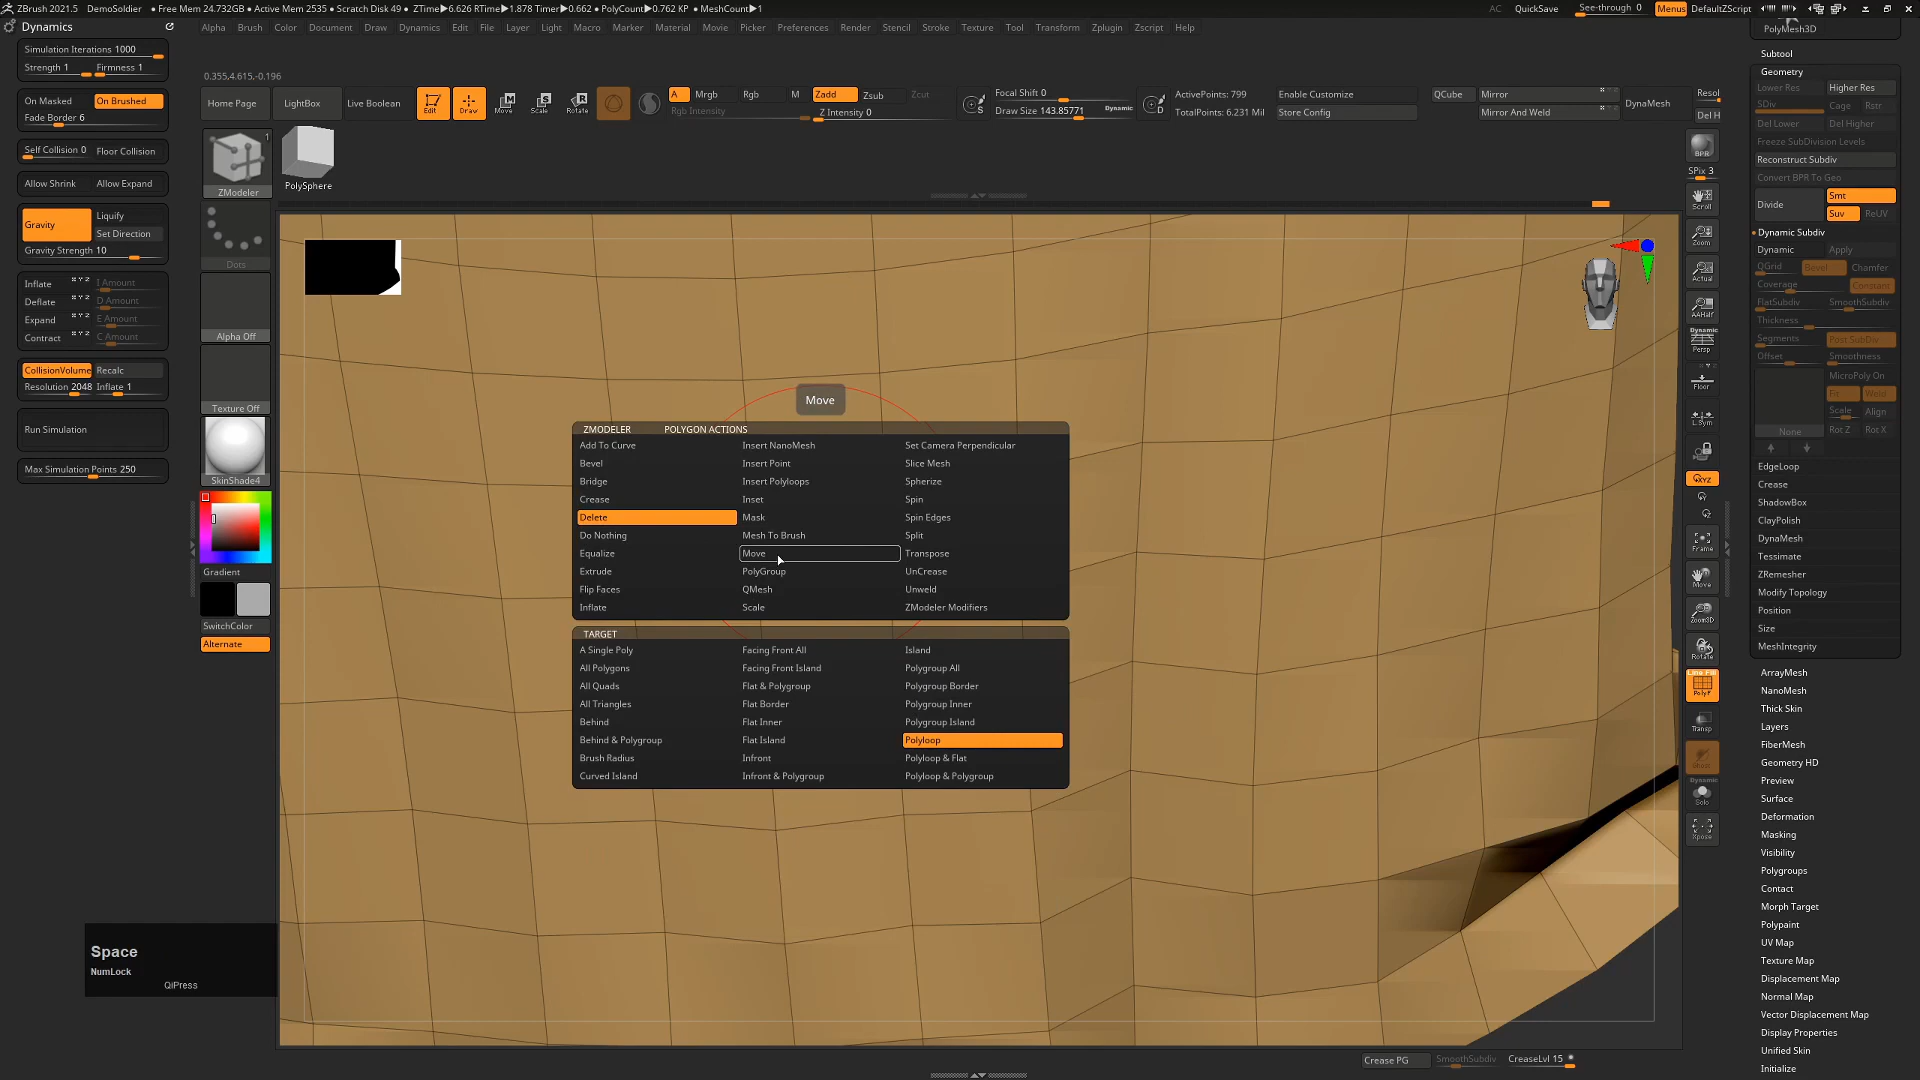 ZBrush 2021.5 DemoSoldier • Free Mem 24.732GB • Active Mem 2535 • Scratch Disk 49 • ZTime▶6.626 RTime▶1.878 Timer▶0.662 • PolyCount▶0.762 KP • MeshCount▶1
AC QuickSave See-through 0 Menus DefaultZScript
Dynamics
Alpha Brush Color Document Draw Dynamics Edit File Layer Light Macro Marker Material Movie Picker Preferences Render Stencil Stroke Texture Tool Transform Zplugin Zscript Help
Simulation Iterations 1000
Strength 1 Firmness 1
On Masked On Brushed
Fade Border 6
Self Collision 0 Floor Collision
Allow Shrink Allow Expand
Gravity Liquify
Set Direction
Gravity Strength 10
Inflate X Y Z I Amount
Deflate X Y Z D Amount
Expand X Y Z E Amount
Contract X Y Z C Amount
CollisionVolume Recalc
Resolution 2048 Inflate 1
Run Simulation
Max Simulation Points 250
0.355,4.615,-0.196
Home Page LightBox Live Boolean Edit Draw Move Scale Rotate
A Mrgb Rgb M Zadd Zsub Zcut
Rgb Intensity Z Intensity 0
S Focal Shift 0
Draw Size 143.85771 Dynamic D
ActivePoints: 799 Enable Customize
TotalPoints: 6.231 Mil Store Config
QCube Mirror
Mirror And Weld DynaMesh
Resol
Del H
1
ZModeler
PolySphere
Dots
Alpha Off
Texture Off
SkinShade4
Gradient
SwitchColor
Alternate
Move
ZMODELER POLYGON ACTIONS
Add To Curve Insert NanoMesh Set Camera Perpendicular
Bevel Insert Point Slice Mesh
Bridge Insert Polyloops Spherize
Crease Inset Spin
Delete Mask Spin Edges
Do Nothing Mesh To Brush Split
Equalize Move Transpose
Extrude PolyGroup UnCrease
Flip Faces QMesh Unweld
Inflate Scale ZModeler Modifiers
TARGET
A Single Poly Facing Front All Island
All Polygons Facing Front Island Polygroup All
All Quads Flat & Polygroup Polygroup Border
All Triangles Flat Border Polygroup Inner
Behind Flat Inner Polygroup Island
Behind & Polygroup Flat Island Polyloop
Brush Radius Infront Polyloop & Flat
Curved Island Infront & Polygroup Polyloop & Polygroup
Space
NumLock
QiPress
Crease PG SmoothSubdiv CreaseLvl 15
BPR
SPix 3
Scroll
Zoom
Actual
AAHalf
Dynamic
Persp
Floor
L.Sym
XYZ
Frame
Move
Zoom3D
Rotate
Line Fill
PolyF
Transp
Ghost
Dynamic
Solo
Xpose
PolyMesh3D
Subtool
Geometry
Lower Res Higher Res
SDiv Cage Rstr
Del Lower Del Higher
Freeze SubDivision Levels
Reconstruct Subdiv
Convert BPR To Geo
Divide Smt
Suv ReUV
Dynamic Subdiv
Dynamic Apply
QGrid Bevel Chamfer
Coverage Constant
FlatSubdiv SmoothSubdiv
Thickness
Segments Post SubDiv
Offset Smoothness
MicroPoly On
Fit Weld
Scale Align
None Rot Z Rot X
EdgeLoop
Crease
ShadowBox
ClayPolish
DynaMesh
Tessimate
ZRemesher
Modify Topology
Position
Size
MeshIntegrity
ArrayMesh
NanoMesh
Thick Skin
Layers
FiberMesh
Geometry HD
Preview
Surface
Deformation
Masking
Visibility
Polygroups
Contact
Morph Target
Polypaint
UV Map
Texture Map
Displacement Map
Normal Map
Vector Displacement Map
Display Properties
Unified Skin
Initialize